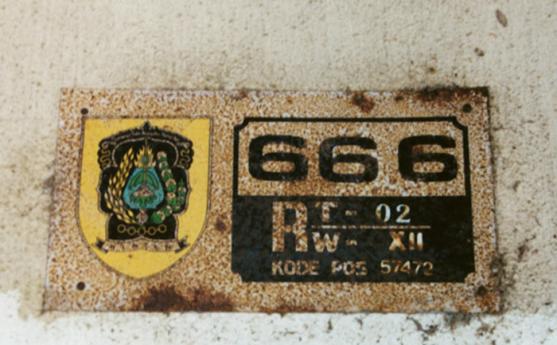 666
RT - 02
RW - XII
KODE POS 57472